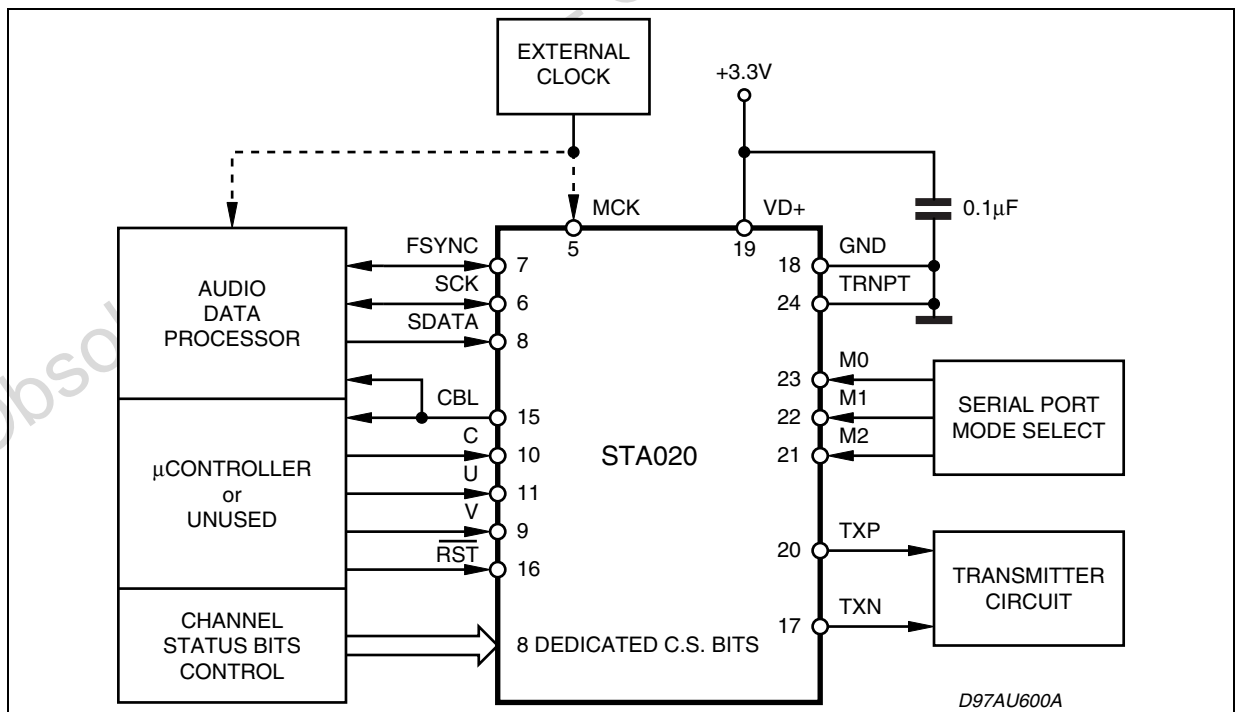 EXTERNAL
CLOCK
+3.3V
MCK
VD+
0.1μF
5
19
AUDIO
DATA
PROCESSOR
FSYNC
7
SCK
6
SDATA
8
18
GND
24
TRNPT
CBL
15
C
10
U
11
V
9
RST
16
μCONTROLLER
or
UNUSED
CHANNEL
STATUS BITS
CONTROL
8 DEDICATED C.S. BITS
STA020
23
M0
22
M1
21
M2
SERIAL PORT
MODE SELECT
20
TXP
17
TXN
TRANSMITTER
CIRCUIT
D97AU600A